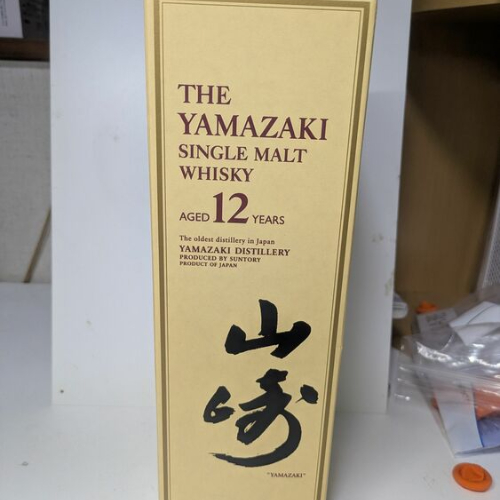 THE
YAMAZAKI
SINGLE MALT
WHISKY
AGED 12 YEARS
The oldest distillery in Japan
YAMAZAKI DISTILLERY
PRODUCED BY SUNTORY
PRODUCT OF JAPAN
山
崎
"YAMAZAKI"